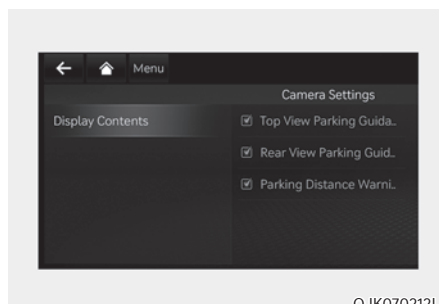 Menu
Camera Settings
Display Contents
Top View Parking Guida..
Rear View Parking Guid..
Parking Distance Warni..